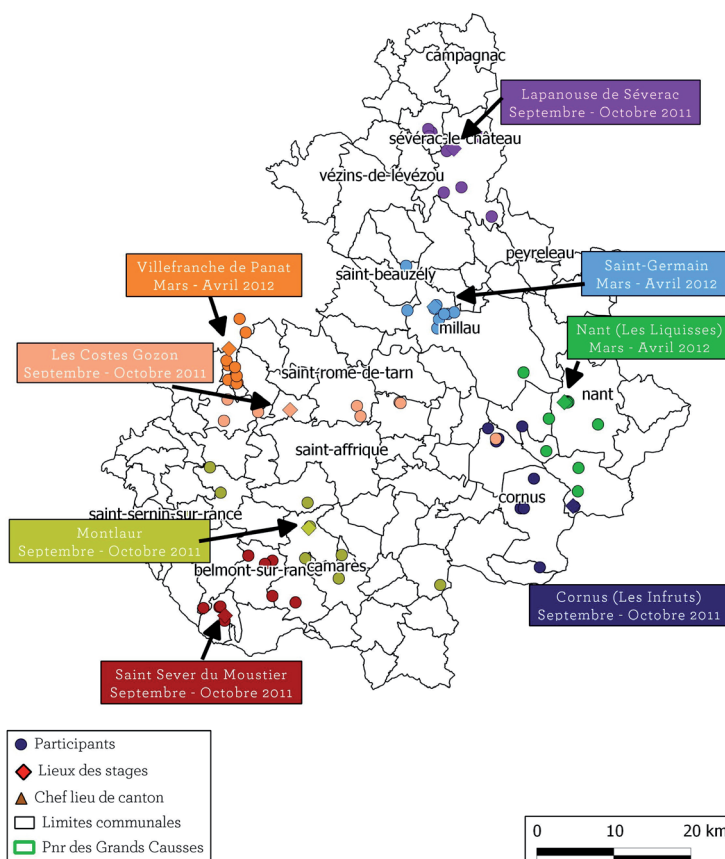 campagnac
Lapanouse de Séverac
Septembre - Octobre 2011
sévérac-le-château
vézins-de-lévézou
peyreleau
Villefranche de Panat
Mars - Avril 2012
saint-beauzély
Saint-Germain
Mars - Avril 2012
millau
Nant (Les Liquisses)
Mars - Avril 2012
Les Costes Gozon
Septembre - Octobre 2011
saint-rome-de-tarn
nant
saint-affrique
cornus
saint-sernin-sur-rance
Montlaur
Septembre - Octobre 2011
belmont-sur-rance
camarès
Cornus (Les Infruts)
Septembre - Octobre 2011
Saint Sever du Moustier
Septembre - Octobre 2011
Participants
Lieux des stages
Chef lieu de canton
Limites communales
Pnr des Grands Causses
0 10 20 km